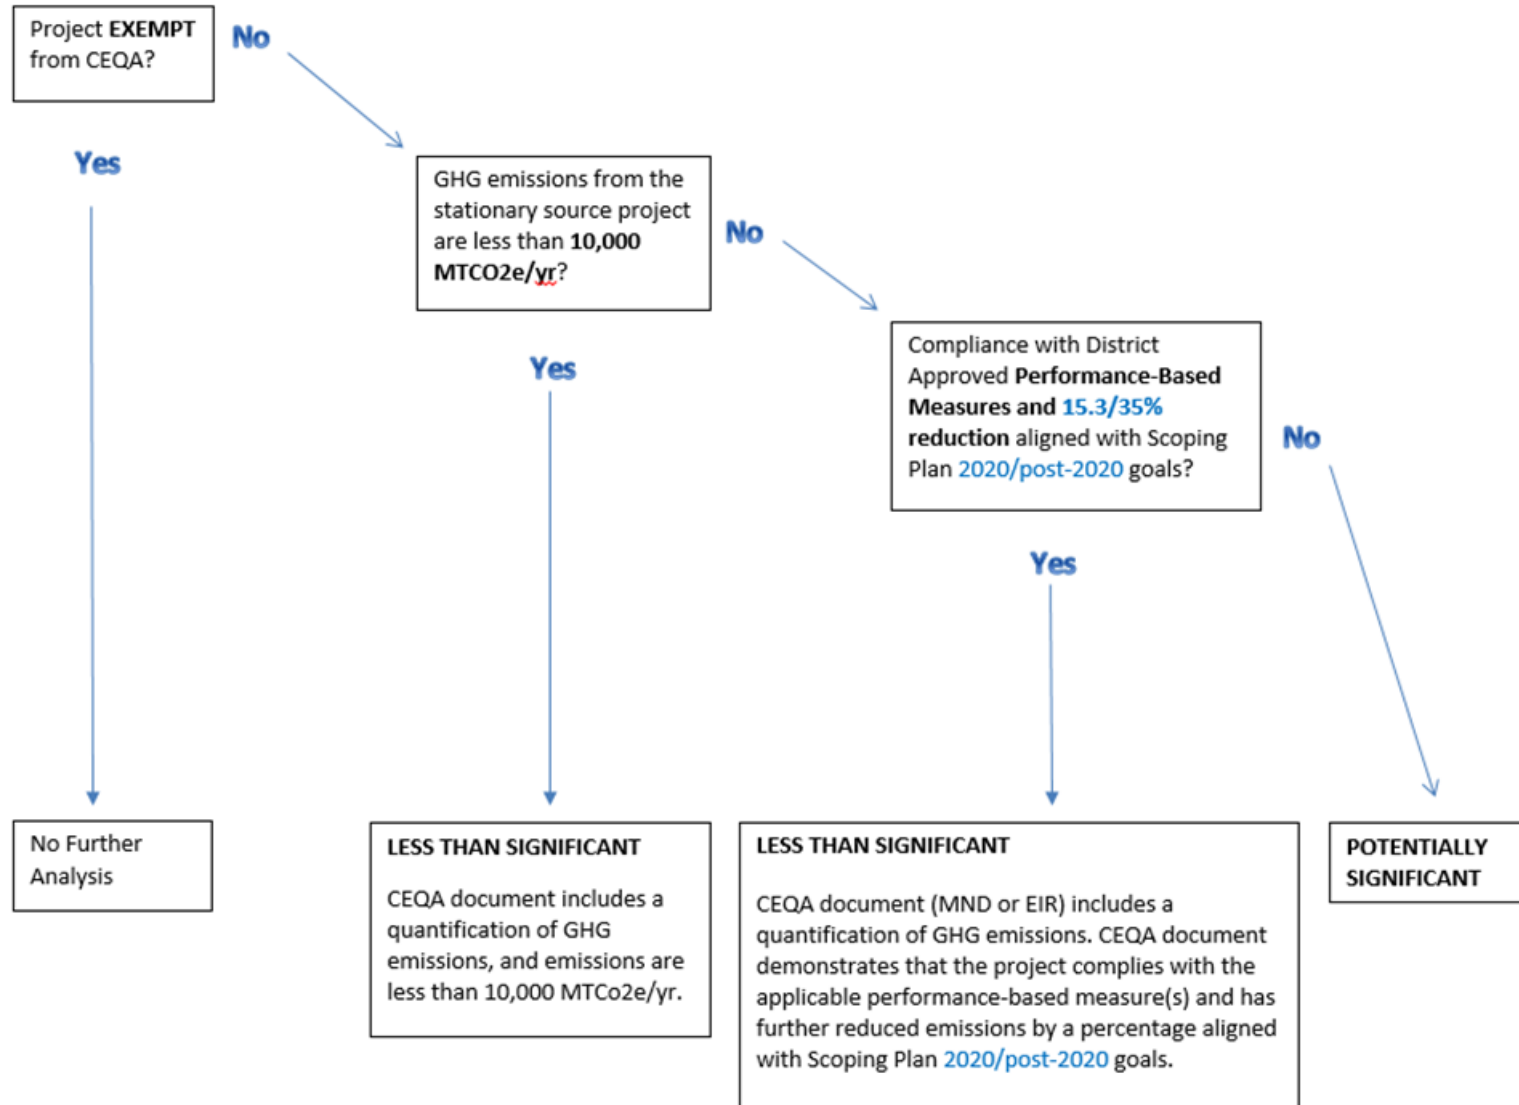 Project EXEMPT
from CEQA?
No
Yes
GHG emissions from the
stationary source project
are less than 10,000
MTCO2e/yr?
No
Yes
Compliance with District
Approved Performance-Based
Measures and 15.3/35%
reduction aligned with Scoping
Plan 2020/post-2020 goals?
No
Yes
No Further
Analysis
LESS THAN SIGNIFICANT
CEQA document includes a
quantification of GHG
emissions, and emissions are
less than 10,000 MTCo2e/yr.
LESS THAN SIGNIFICANT
CEQA document (MND or EIR) includes a
quantification of GHG emissions. CEQA document
demonstrates that the project complies with the
applicable performance-based measure(s) and has
further reduced emissions by a percentage aligned
with Scoping Plan 2020/post-2020 goals.
POTENTIALLY
SIGNIFICANT